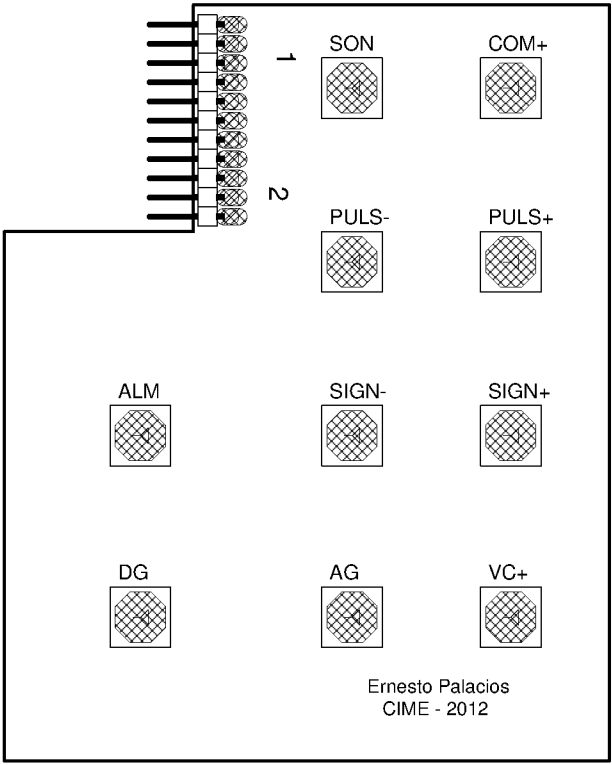 1
SON
COM+
2
PULS-
PULS+
ALM
SIGN-
SIGN+
DG
AG
VC+
Ernesto Palacios
CIME - 2012